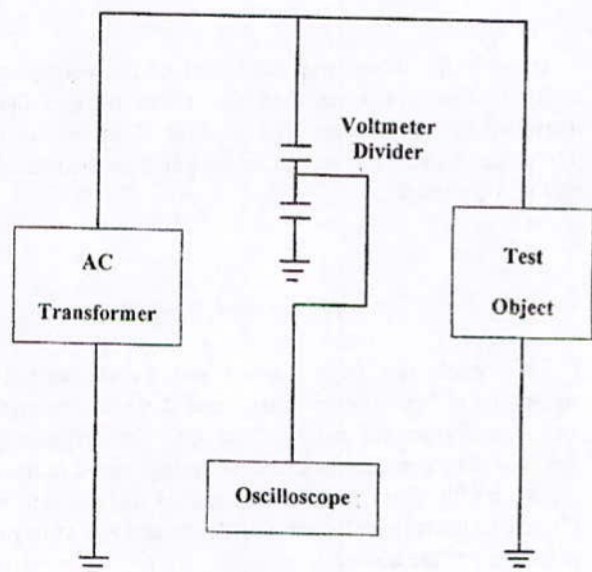 Voltmeter
Divider
AC
Transformer
Test
Object
Oscilloscope